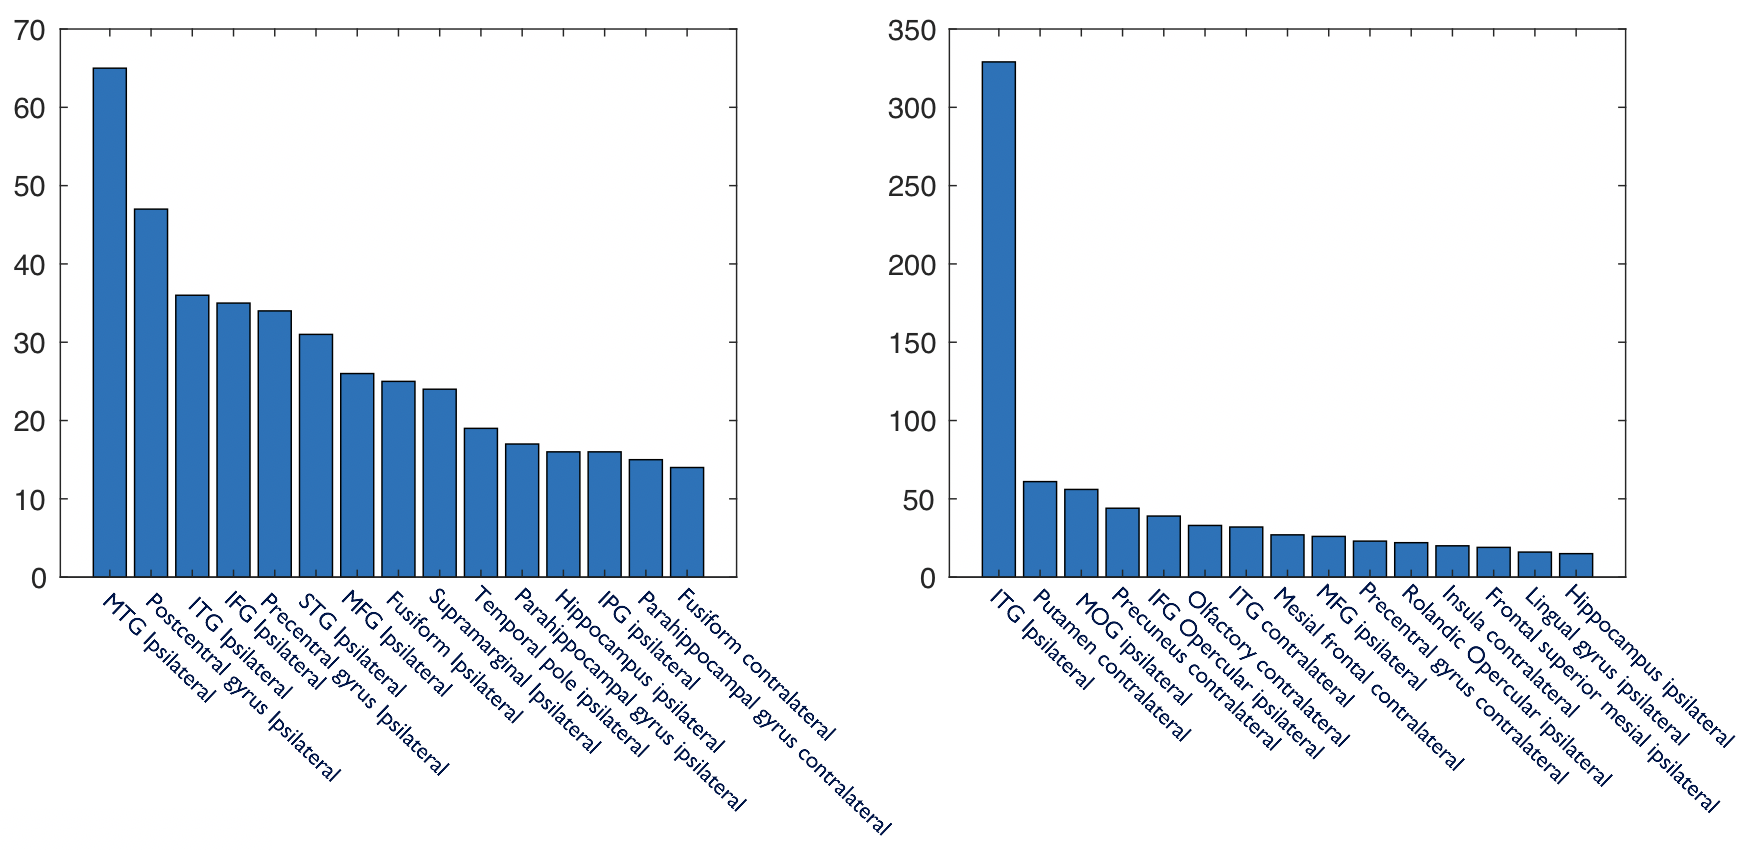 70
60
50
40
30
20
10
0
MTG Ipsilateral
Postcentral gyrus Ipsilateral
ITG Ipsilateral
IFG Ipsilateral
Precentral gyrus Ipsilateral
STG Ipsilateral
MFG Ipsilateral
Fusiform Ipsilateral
Supramarginal Ipsilateral
Temporal pole ipsilateral
Parahippocampal gyrus ipsilateral
Hippocampus ipsilateral
IPG ipsilateral
Parahippocampal gyrus contralateral
Fusiform contralateral
350
300
250
200
150
100
50
0
ITG Ipsilateral
Putamen contralateral
MOG ipsilateral
Precuneus contralateral
IFG Opercular ipsilateral
Olfactory contralateral
ITG contralateral
Mesial frontal contralateral
MFG ipsilateral
Precentral gyrus contralateral
Rolandic Opercular ipsilateral
Insula contralateral
Frontal superior mesial ipsilateral
Lingual gyrus ipsilateral
Hippocampus ipsilateral